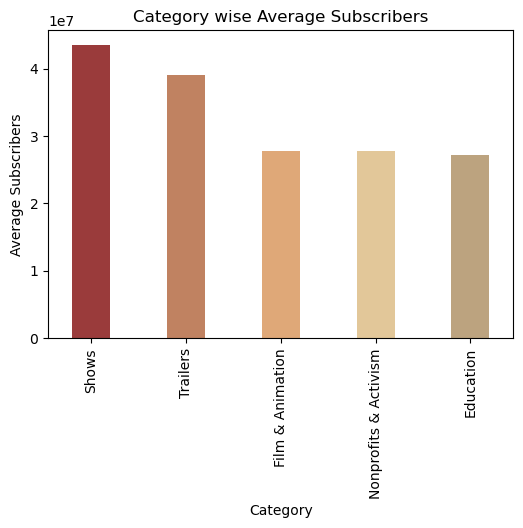 Category wise Average Subscribers
1e7
4
3
2
1
0
Average Subscribers
Shows
Trailers
Film & Animation
Nonprofits & Activism
Education
Category